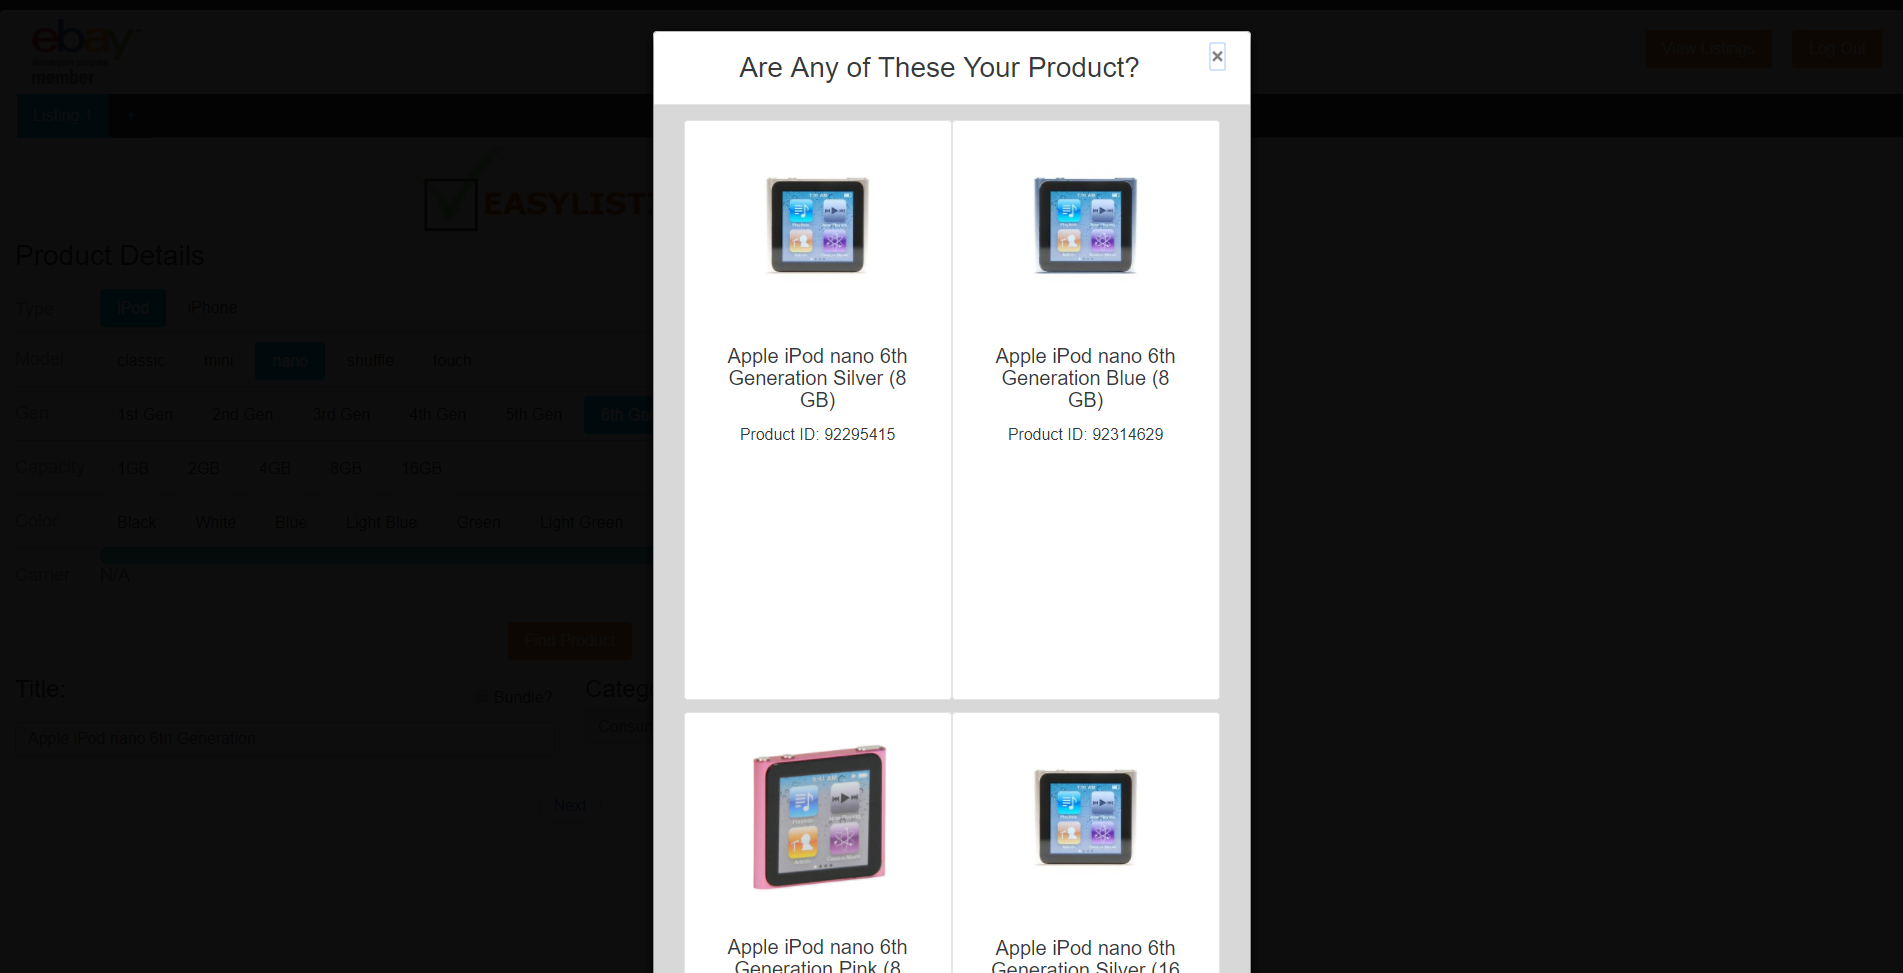 ebay
member
View Listings
Log Out
Are Any of These Your Product?
×
Listing 1
+
EASYLIST
Product Details
Type
iPod
iPhone
Model
classic
mini
nano
shuffle
touch
Gen
1st Gen
2nd Gen
3rd Gen
4th Gen
5th Gen
6th Ge
Capacity
1GB
2GB
4GB
8GB
16GB
Color
Black
White
Blue
Light Blue
Green
Light Green
Carrier
N/A
Find Product
Title:
Bundle?
Categ
Consu
Apple iPod nano 6th Generation
Next
Apple iPod nano 6th
Generation Silver (8
GB)
Product ID: 92295415
Apple iPod nano 6th
Generation Blue (8
GB)
Product ID: 92314629
Apple iPod nano 6th
Generation Pink (8
Apple iPod nano 6th
Generation Silver (16